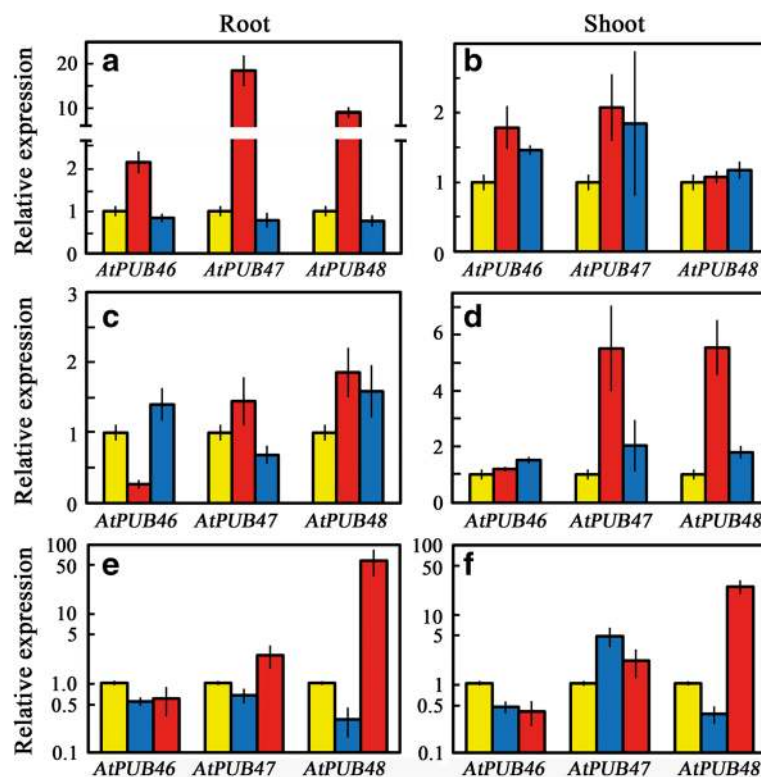 Root Shoot
Relative expression
a
20
10
2
1
0
AtPUB46 AtPUB47 AtPUB48
b
2
1
0
AtPUB46 AtPUB47 AtPUB48
Relative expression
c
3
2
1
0
AtPUB46 AtPUB47 AtPUB48
d
6
4
2
0
AtPUB46 AtPUB47 AtPUB48
Relative expression
e
100
50
10
5
1.0
0.5
0.1
AtPUB46 AtPUB47 AtPUB48
f
100
50
10
5
1.0
0.5
0.1
AtPUB46 AtPUB47 AtPUB48